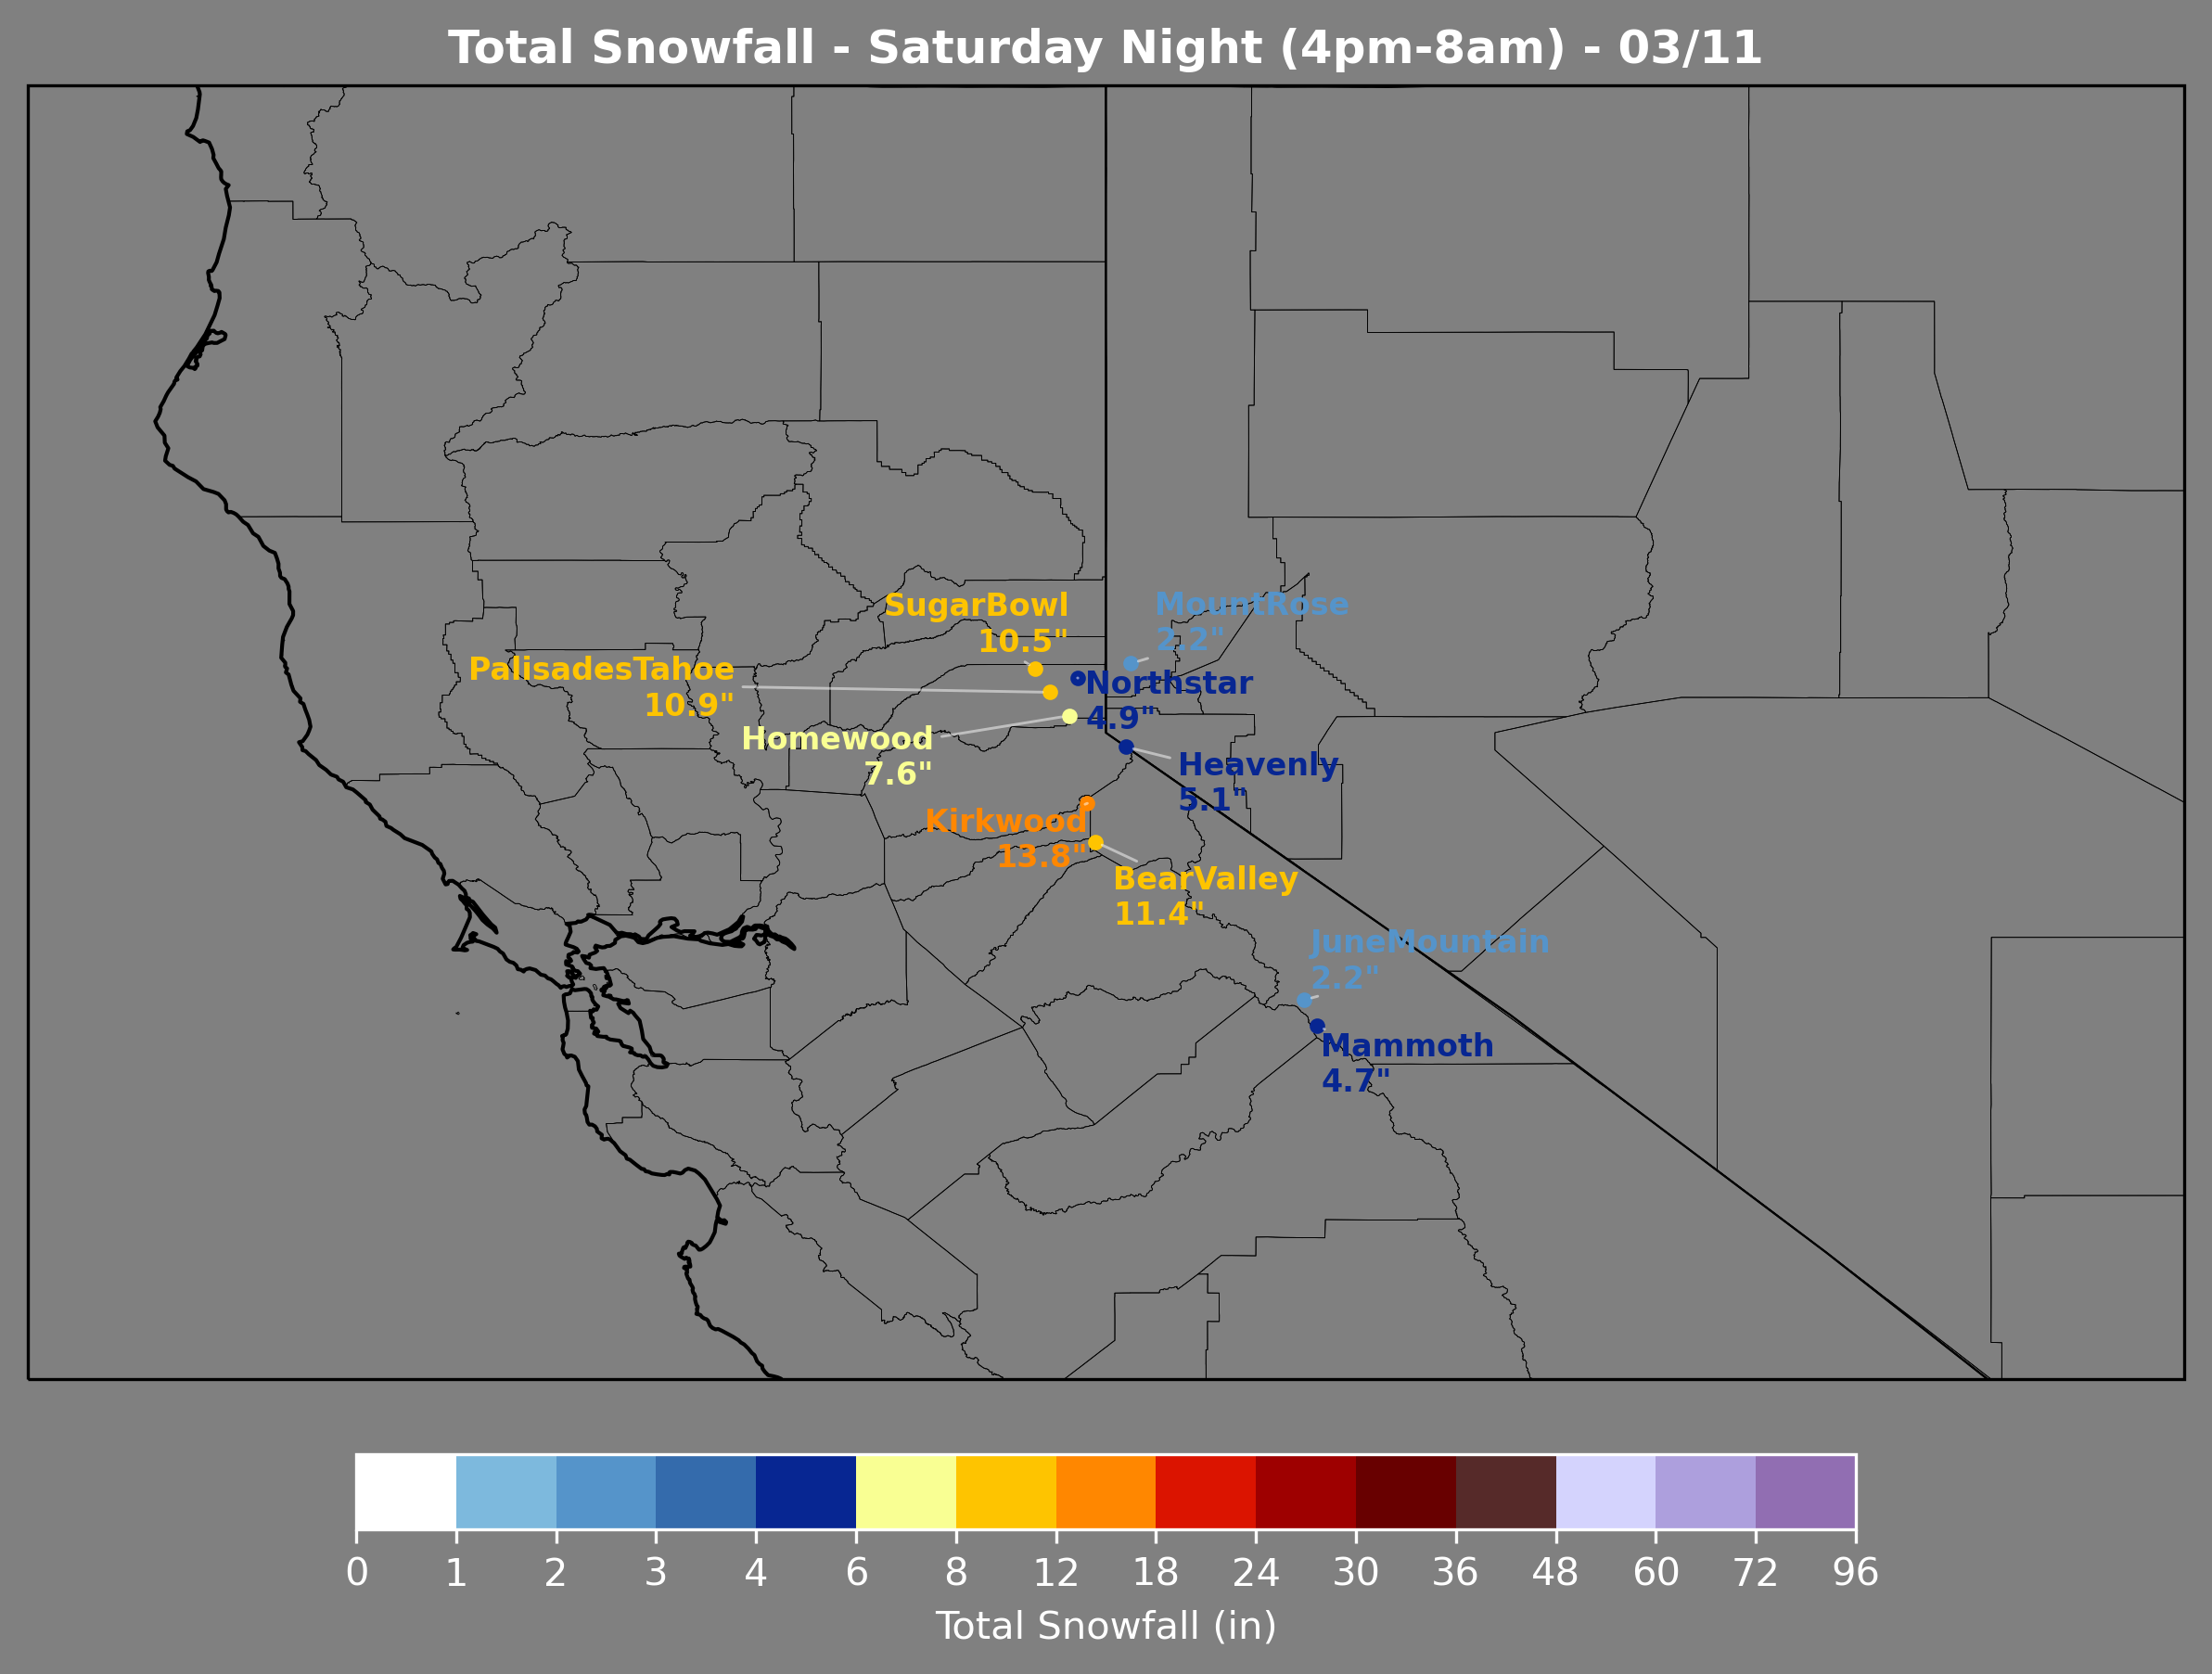 Total Snowfall - Saturday Night (4pm-8am) - 03/11
SugarBowl
10.5"
MountRose
2.2"
PalisadesTahoe
10.9"
Northstar
4.9"
Homewood
7.6"
Heavenly
5.1"
Kirkwood
13.8"
BearValley
11.4"
JuneMountain
2.2"
Mammoth
4.7"
0 1 2 3 4 6 8 12 18 24 30 36 48 60 72 96
Total Snowfall (in)